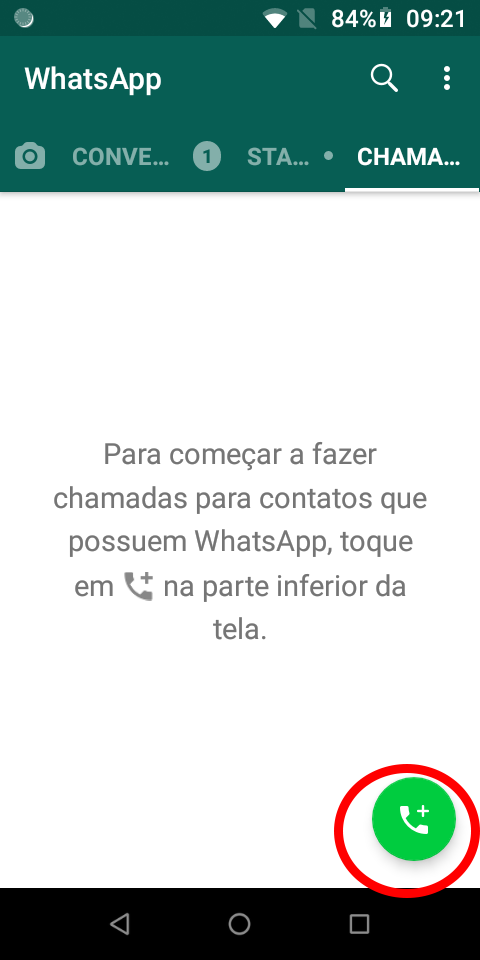 84% 09:21
WhatsApp
CONVE... 1 STA... • CHAMA...
Para começar a fazer
chamadas para contatos que
possuem WhatsApp, toque
em na parte inferior da
tela.